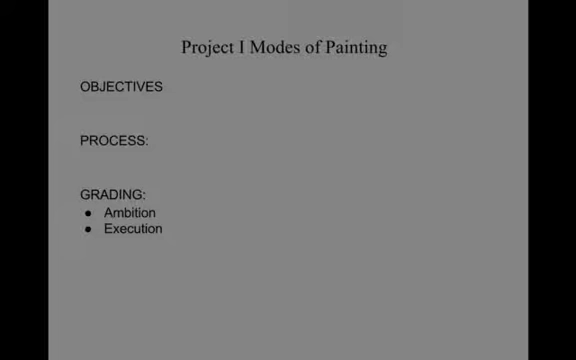 Project I Modes of Painting
OBJECTIVES
PROCESS:
GRADING:
● Ambition
● Execution